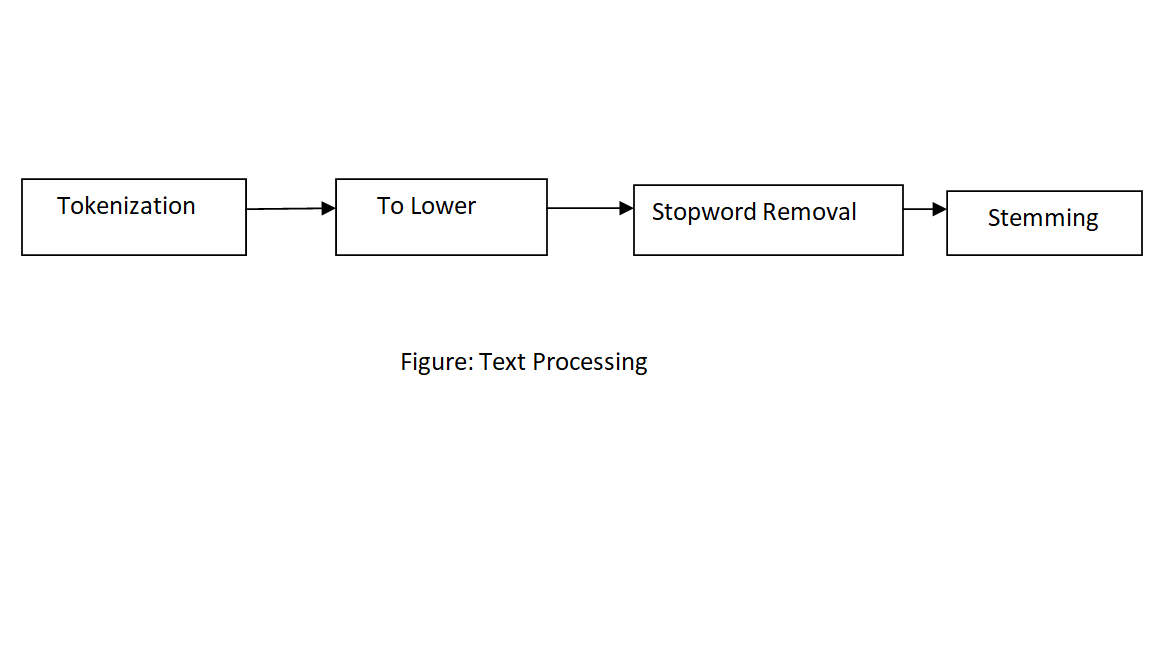 Tokenization
To Lower
Stopword Removal
Stemming
Figure: Text Processing